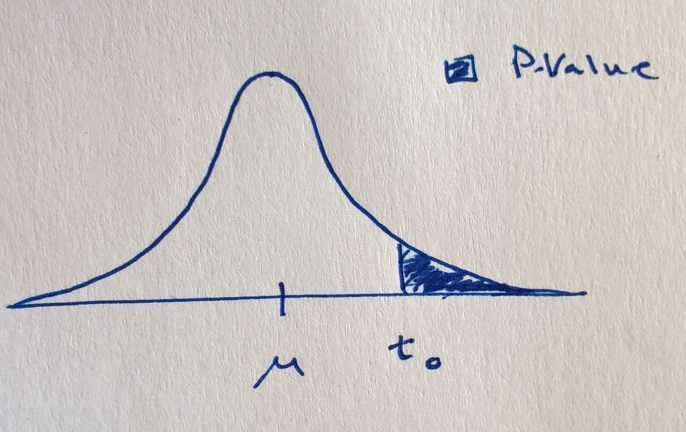 P-Value
μ
t₀